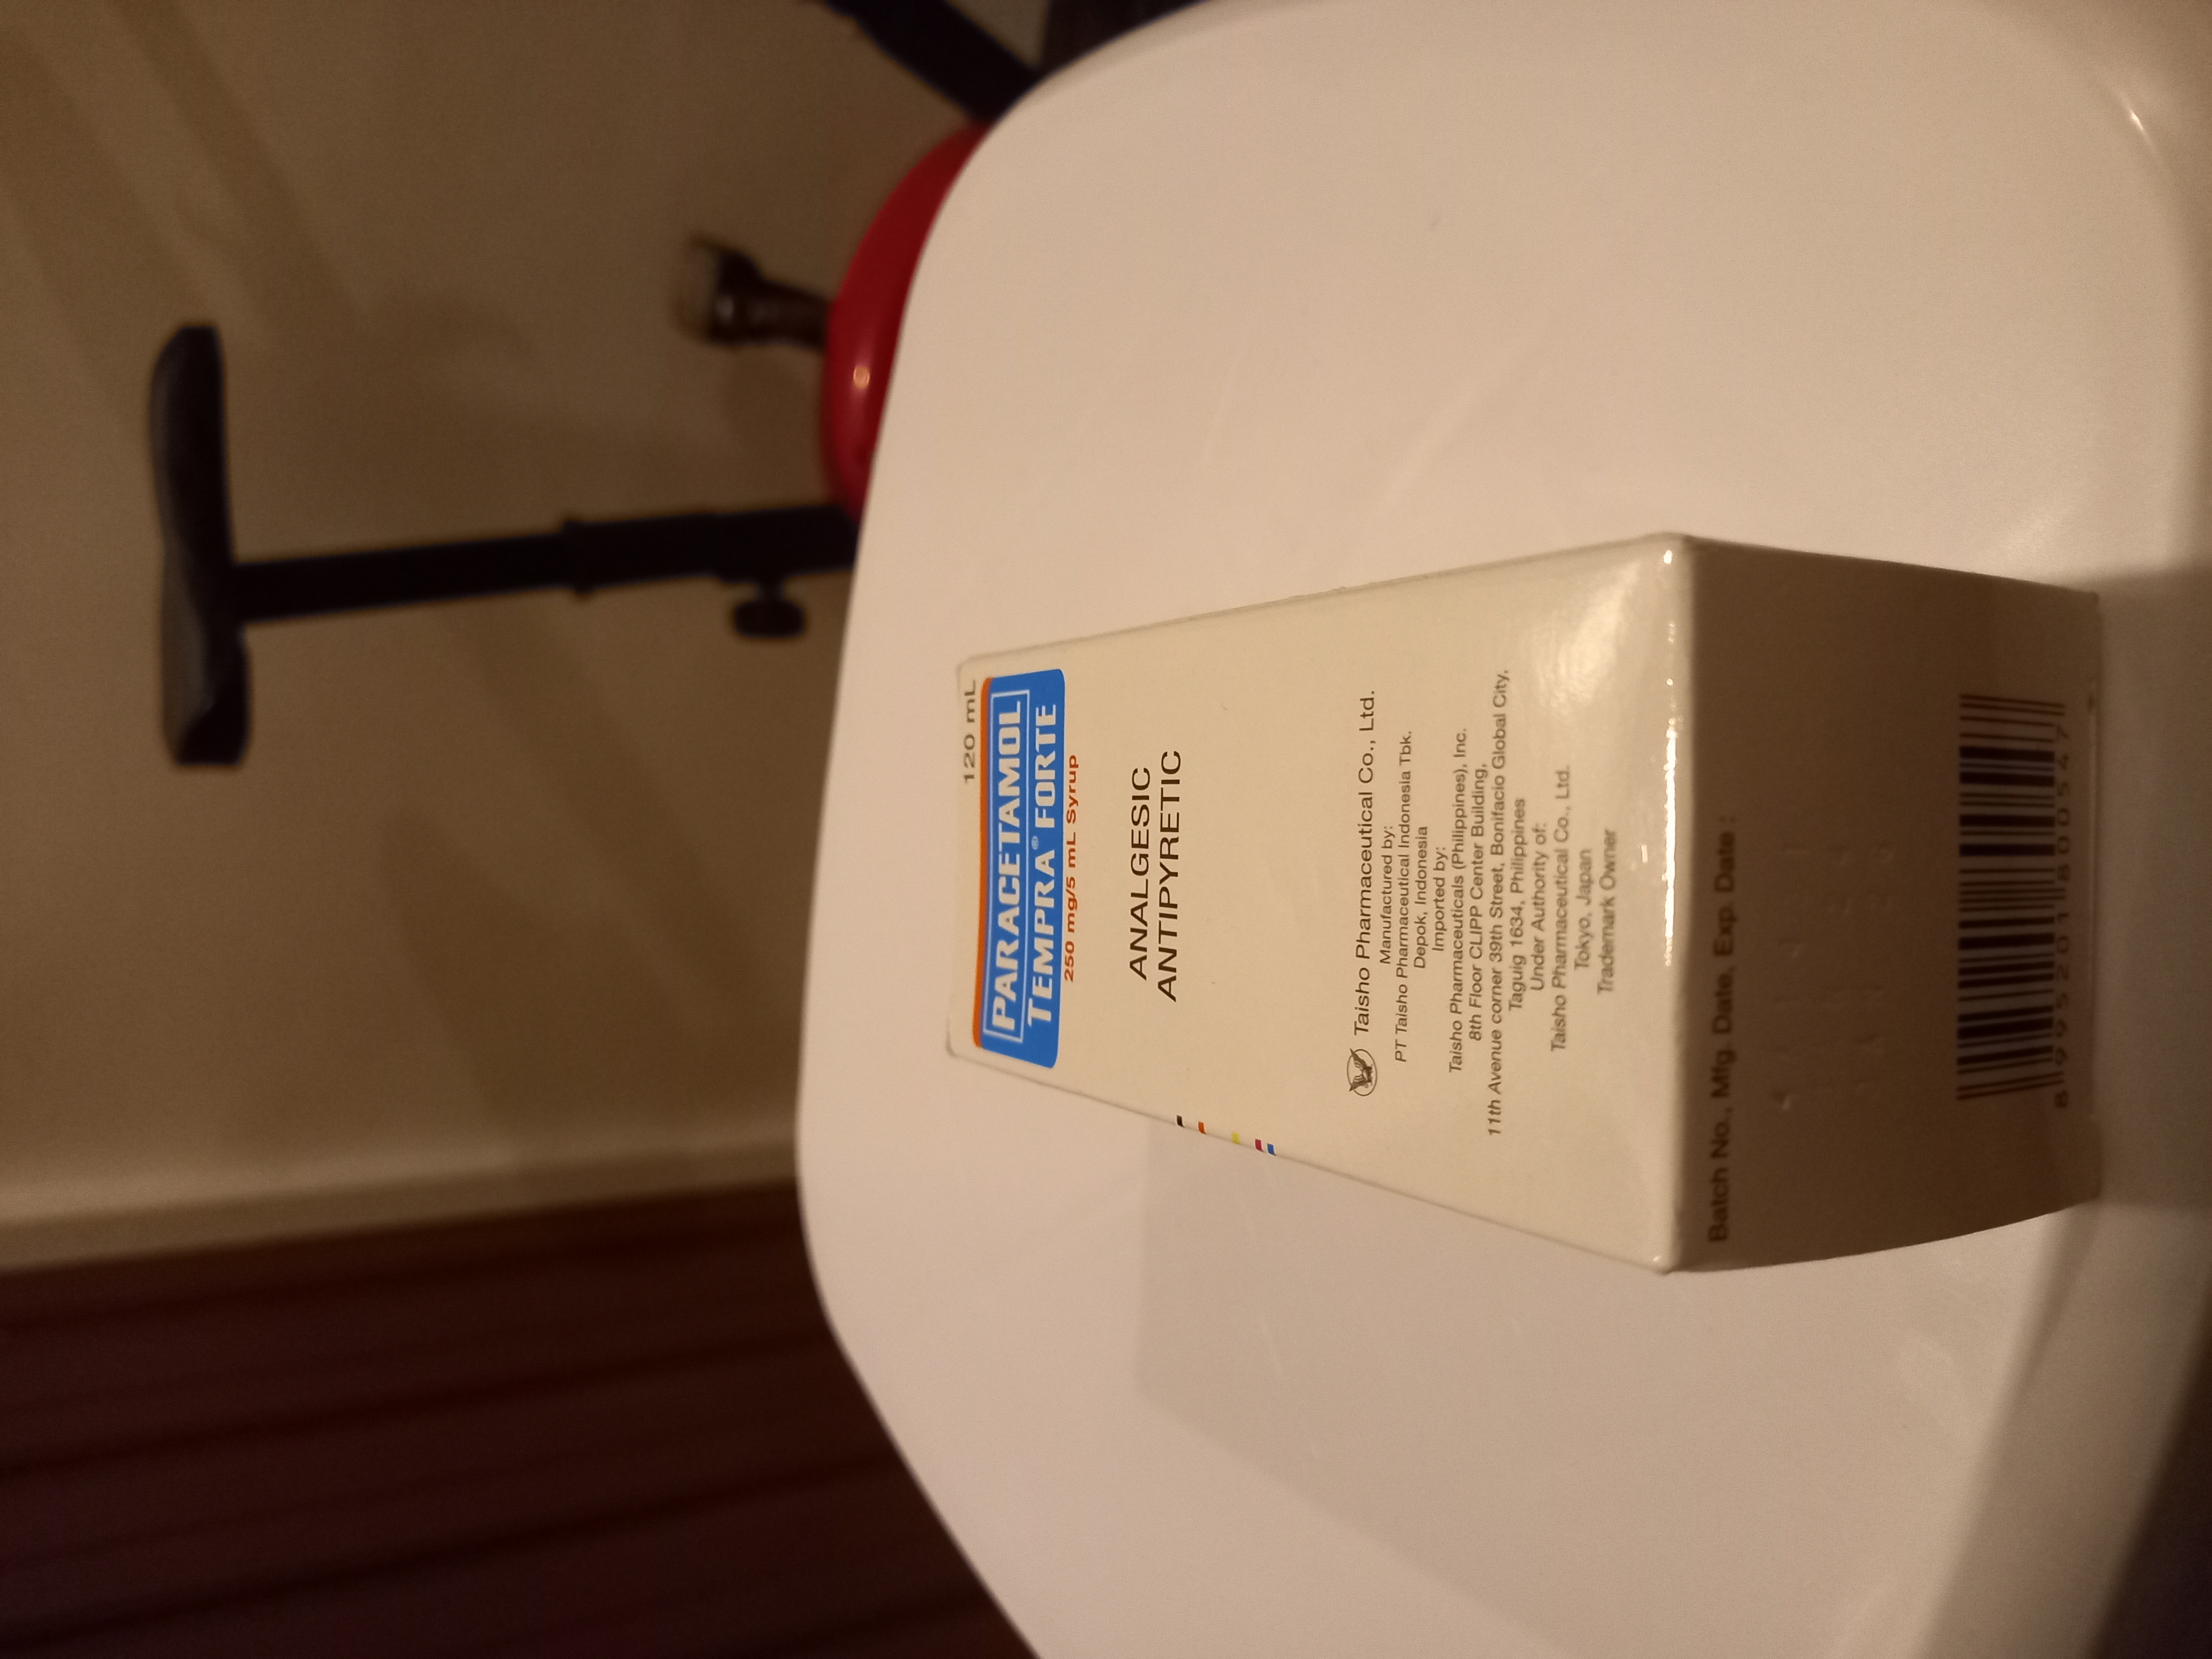 120 mL
PARACETAMOL
TEMPRA® FORTE
250 mg/5 mL Syrup
ANALGESIC
ANTIPYRETIC
Taisho Pharmaceutical Co., Ltd.
Manufactured by:
PT Taisho Pharmaceutical Indonesia Tbk.
Depok, Indonesia
Imported by:
Taisho Pharmaceuticals (Philippines), Inc.
8th Floor CLIPP Center Building,
11th Avenue corner 39th Street, Bonifacio Global City,
Taguig 1634, Philippines
Under Authority of:
Taisho Pharmaceutical Co., Ltd.
Tokyo, Japan
Trademark Owner
Batch No., Mfg. Date, Exp. Date :
8 995201 800547